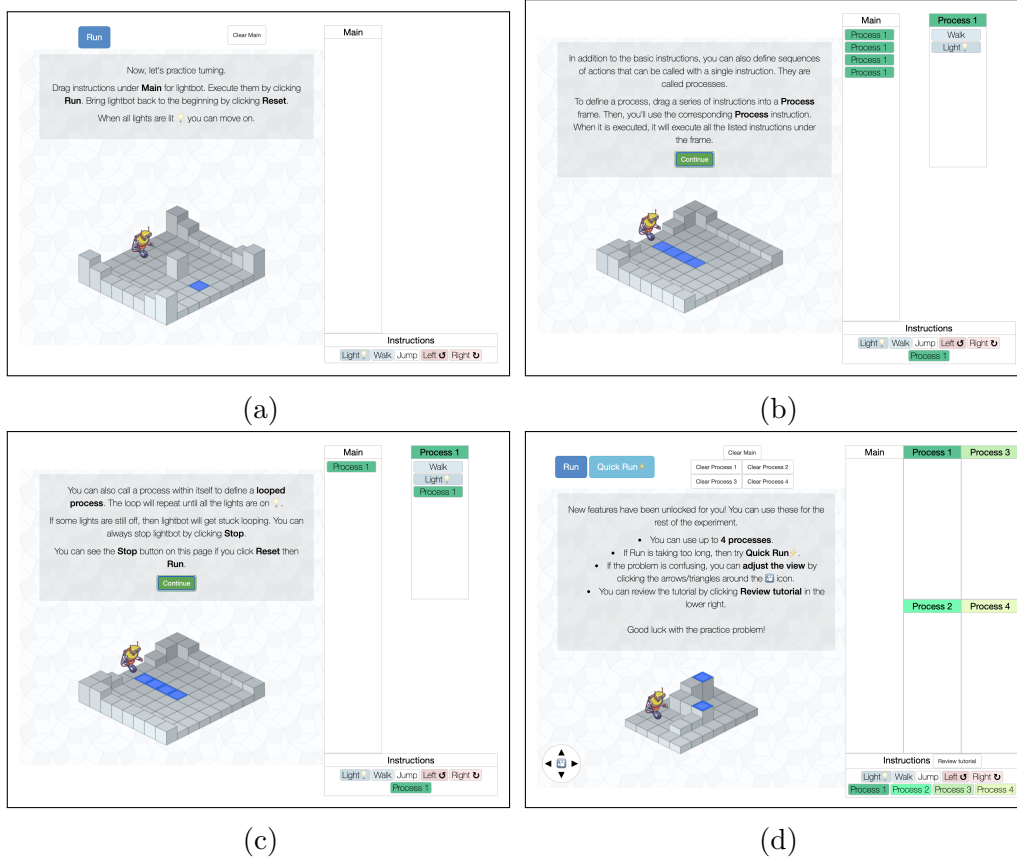 Run
Clear Main
Main
Now, let's practice turning.
Drag instructions under Main for lightbot. Execute them by clicking
Run. Bring lightbot back to the beginning by clicking Reset.
When all lights are lit 💡 you can move on.
Instructions
Light💡 Walk Jump Left ↺ Right ↻
(a)
Main
Process 1
Process 1
Process 1
Process 1
Process 1
Walk
Light💡
In addition to the basic instructions, you can also define sequences
of actions that can be called with a single instruction. They are
called processes.
To define a process, drag a series of instructions into a Process
frame. Then, you'll use the corresponding Process instruction.
When it is executed, it will execute all the listed instructions under
the frame.
Continue
Instructions
Light💡 Walk Jump Left ↺ Right ↻
Process 1
(b)
Main
Process 1
Process 1
Walk
Light💡
Process 1
You can also call a process within itself to define a looped
process. The loop will repeat until all the lights are on 💡.
If some lights are still off, then lightbot will get stuck looping. You can
always stop lightbot by clicking Stop.
You can see the Stop button on this page if you click Reset then
Run.
Continue
Instructions
Light💡 Walk Jump Left ↺ Right ↻
Process 1
(c)
Run
Quick Run⚡
Clear Main
Clear Process 1 Clear Process 2
Clear Process 3 Clear Process 4
Main
Process 1
Process 3
New features have been unlocked for you! You can use these for the
rest of the experiment.
• You can use up to 4 processes.
• If Run is taking too long, then try Quick Run⚡.
• If the problem is confusing, you can adjust the view by
clicking the arrows/triangles around the 🎦 icon.
• You can review the tutorial by clicking Review tutorial in the
lower right.
Good luck with the practice problem!
Process 2
Process 4
Instructions Review tutorial
Light💡 Walk Jump Left ↺ Right ↻
Process 1 Process 2 Process 3 Process 4
(d)